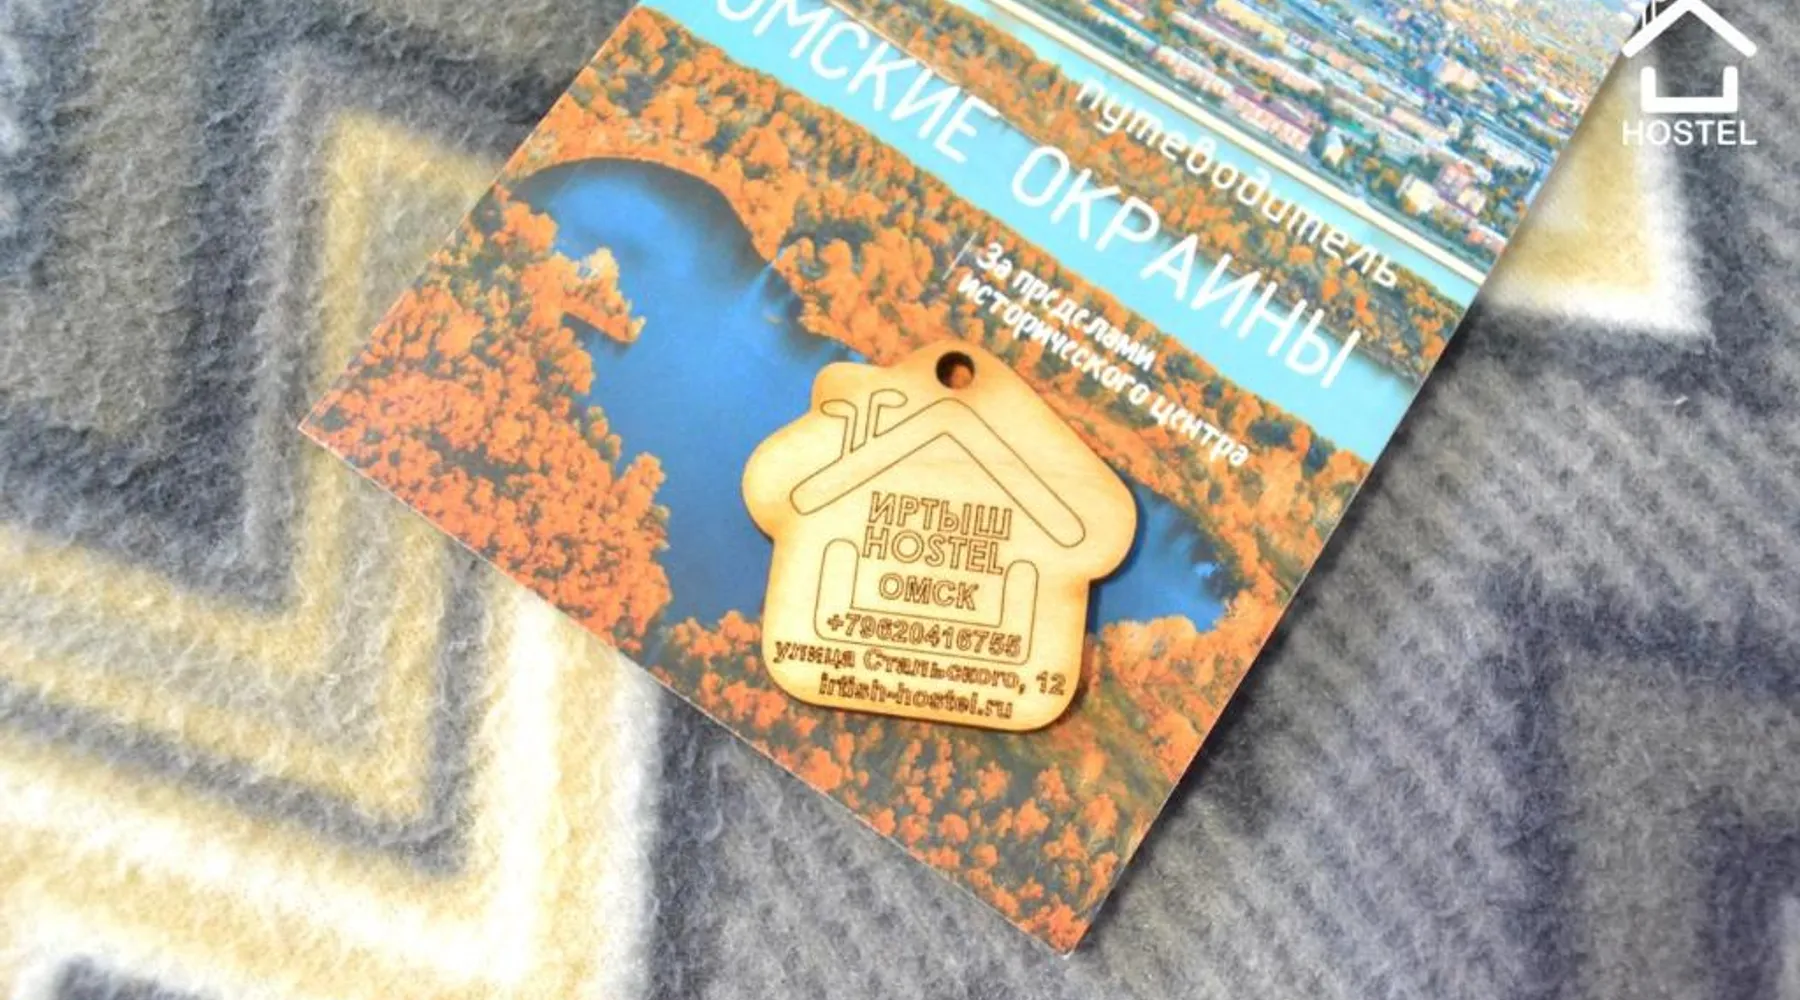 ОМСКИЕ ОКРАИНЫ
путеводитель
За пределами
исторического центра
ИРТЫШ
HOSTEL
ОМСК
+79620416755
улица Стальского, 12
irtish-hostel.ru
HOSTEL